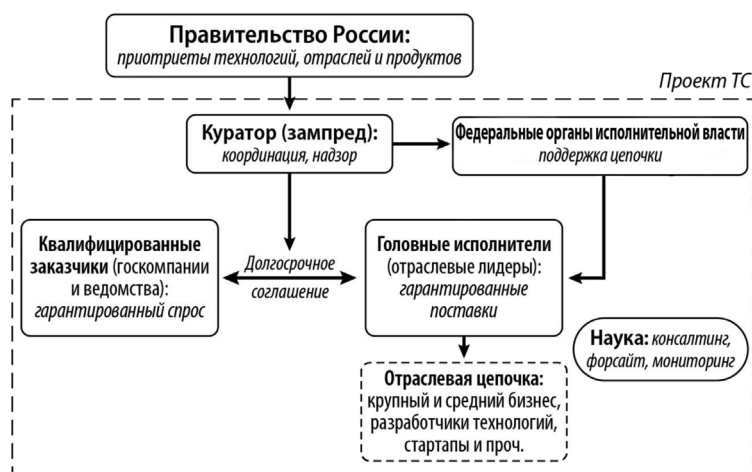 Правительство России:
приотриеты технологий, отраслей и продуктов
Проект ТС
Куратор (зампред):
координация, надзор
Федеральные органы исполнительной власти
поддержка цепочки
Квалифицированные
заказчики (госкомпании
и ведомства):
гарантированный спрос
Долгосрочное
соглашение
Головные исполнители
(отраслевые лидеры):
гарантированные
поставки
Наука: консалтинг,
форсайт, мониторинг
Отраслевая цепочка:
крупный и средний бизнес,
разработчики технологий,
стартапы и проч.